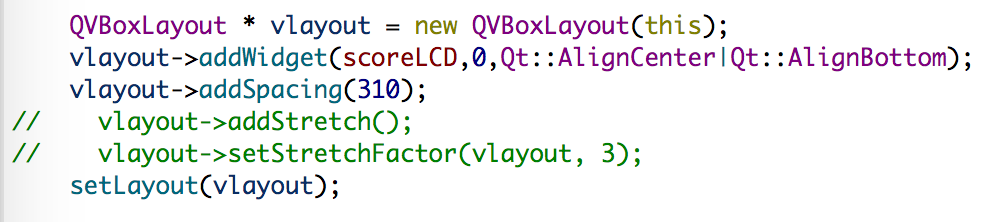 QVBoxLayout * vlayout = new QVBoxLayout(this);
vlayout->addWidget(scoreLCD,0,Qt::AlignCenter|Qt::AlignBottom);
vlayout->addSpacing(310);
//    vlayout->addStretch();
//    vlayout->setStretchFactor(vlayout, 3);
setLayout(vlayout);